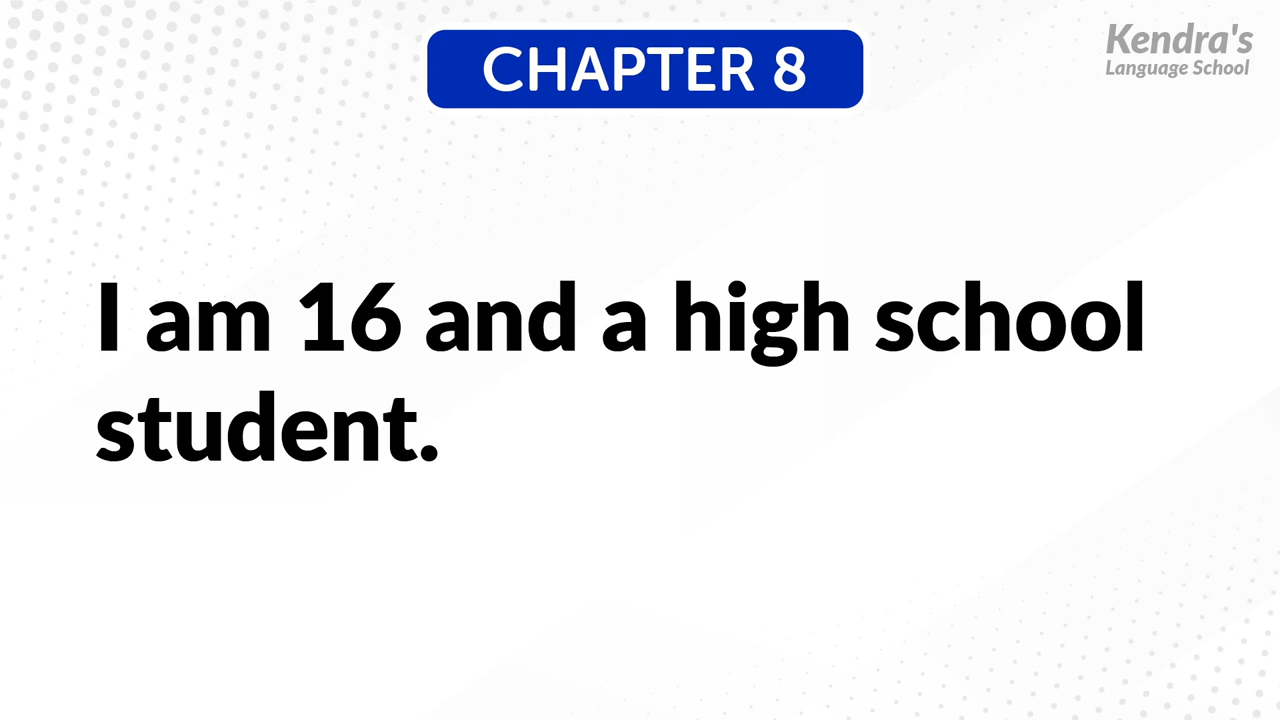 CHAPTER 8
Kendra's
Language School
I am 16 and a high school
student.